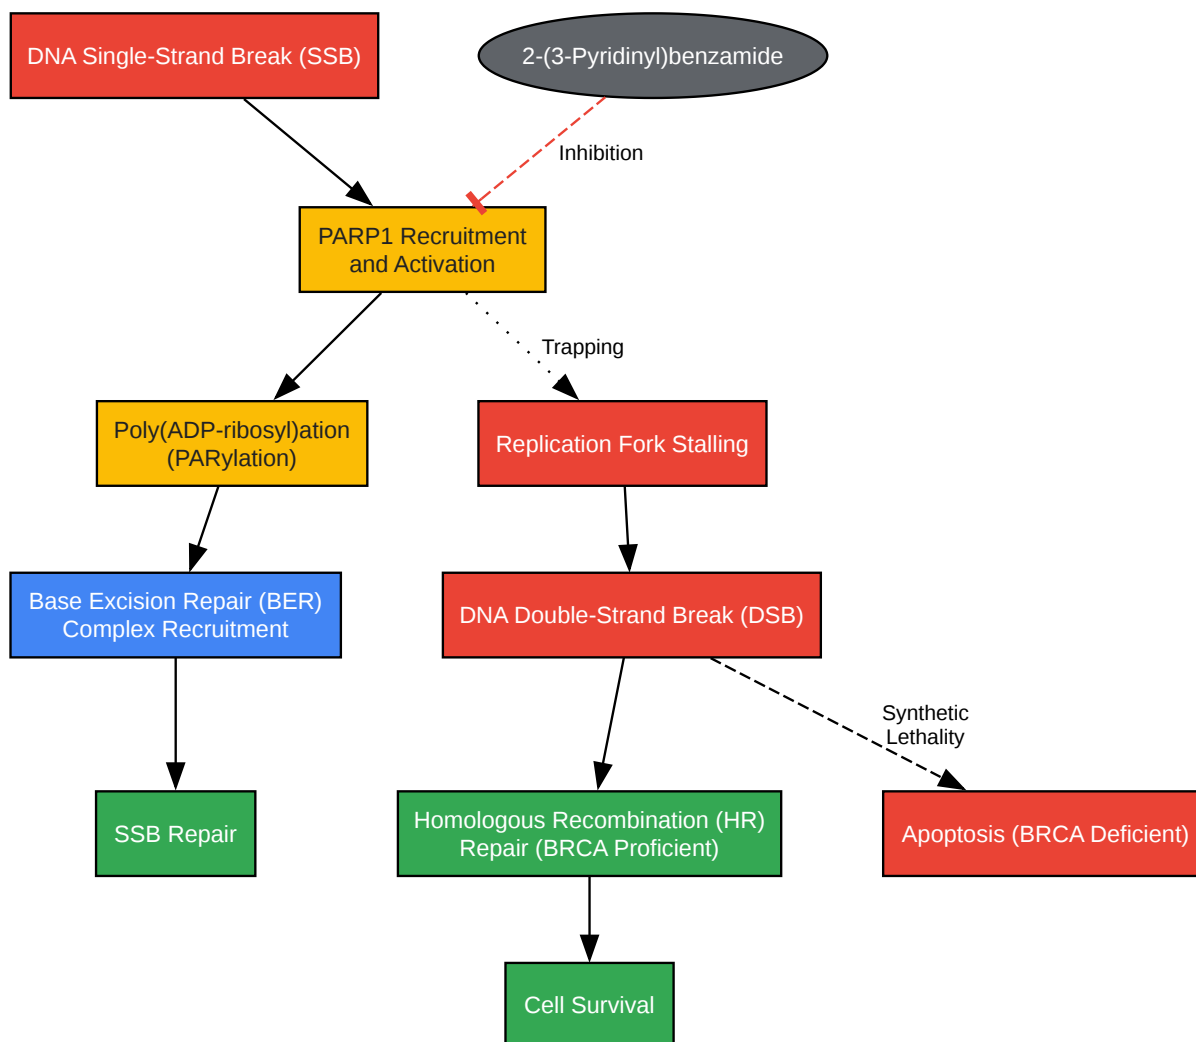 DNA Single-Strand Break (SSB)
2-(3-Pyridinyl)benzamide
Inhibition
PARP1 Recruitment
and Activation
Trapping
Poly(ADP-ribosyl)ation
(PARylation)
Replication Fork Stalling
Base Excision Repair (BER)
Complex Recruitment
DNA Double-Strand Break (DSB)
Synthetic
Lethality
SSB Repair
Homologous Recombination (HR)
Repair (BRCA Proficient)
Apoptosis (BRCA Deficient)
Cell Survival